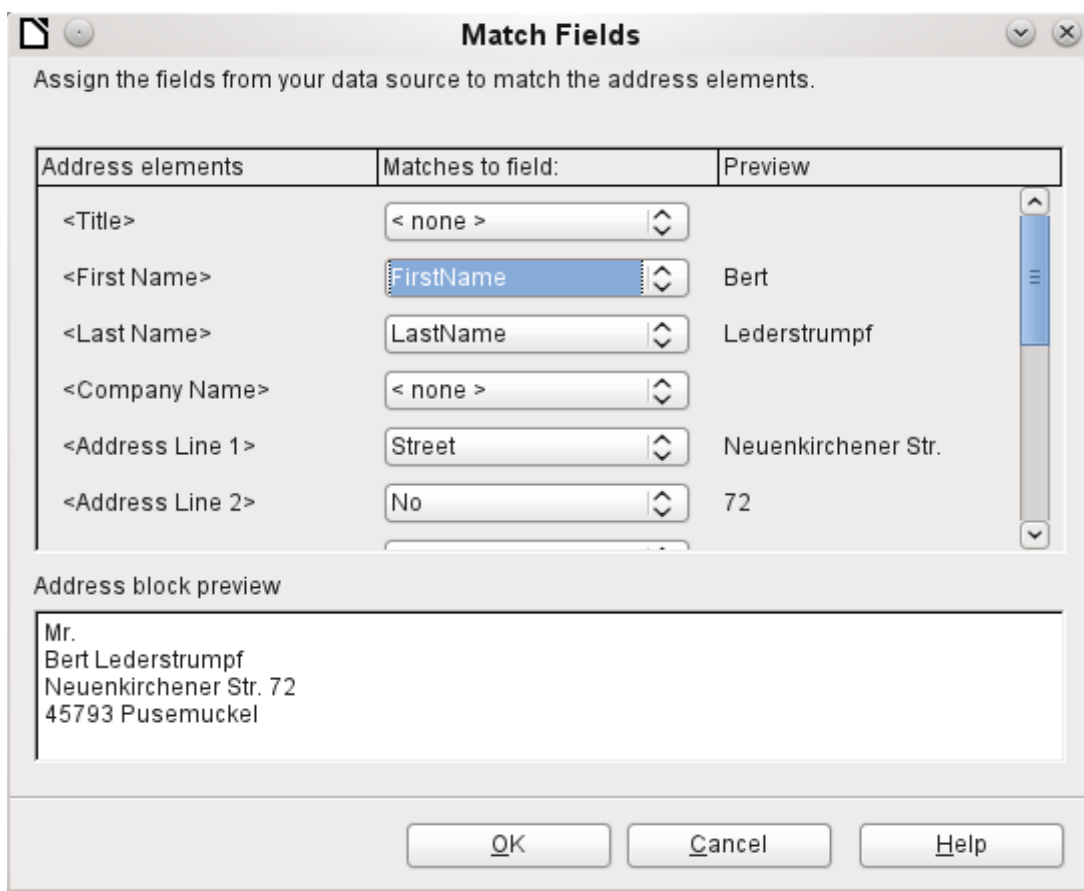 Match Fields
Assign the fields from your data source to match the address elements.
Address elements Matches to field: Preview
<Title> < none >
<First Name> FirstName Bert
<Last Name> LastName Lederstrumpf
<Company Name> < none >
<Address Line 1> Street Neuenkirchener Str.
<Address Line 2> No 72
Address block preview
Mr.
Bert Lederstrumpf
Neuenkirchener Str. 72
45793 Pusemuckel
OK Cancel Help